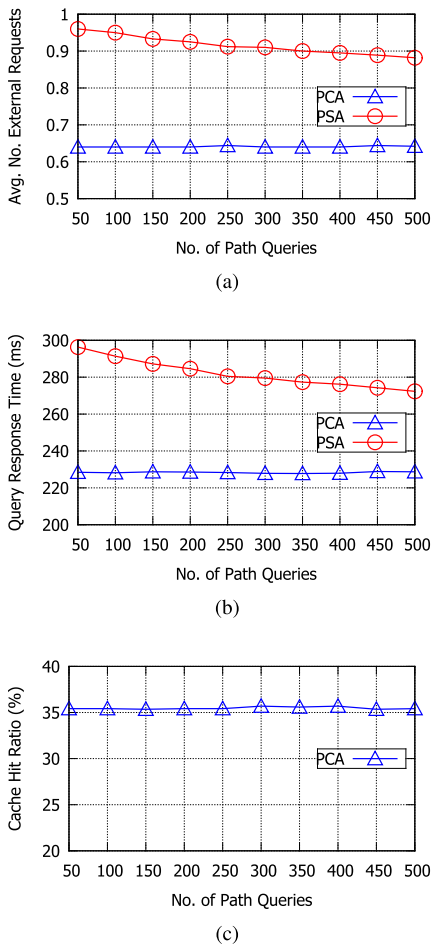 Avg. No. External Requests
1
0.9
0.8
0.7
0.6
0.5
PCA
PSA
50 100 150 200 250 300 350 400 450 500
No. of Path Queries
(a)
Query Response Time (ms)
300
280
260
240
220
200
PCA
PSA
50 100 150 200 250 300 350 400 450 500
No. of Path Queries
(b)
Cache Hit Ratio (%)
40
35
30
25
20
PCA
50 100 150 200 250 300 350 400 450 500
No. of Path Queries
(c)